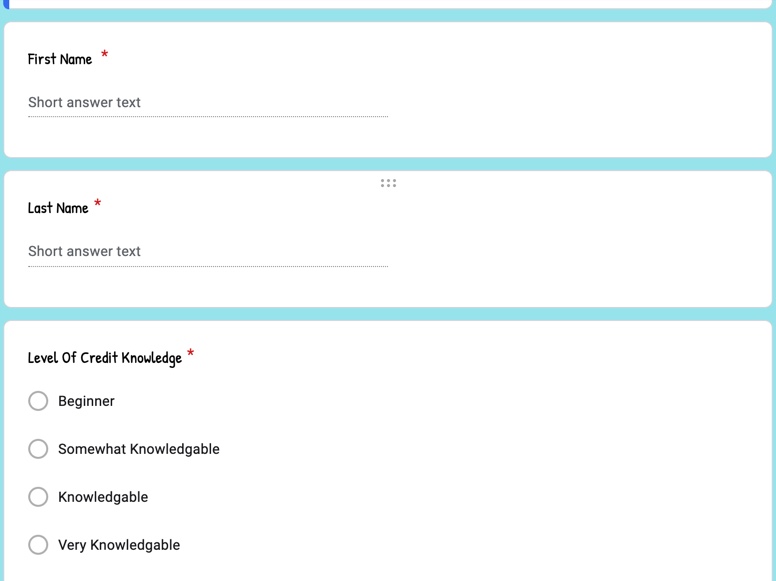 First Name *
Short answer text
Last Name *
Short answer text
Level Of Credit Knowledge *
Beginner
Somewhat Knowledgable
Knowledgable
Very Knowledgable